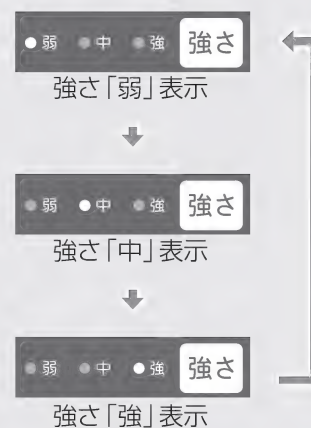 弱 中 強 強さ
強さ「弱」表示
弱 中 強 強さ
強さ「中」表示
弱 中 強 強さ
強さ「強」表示